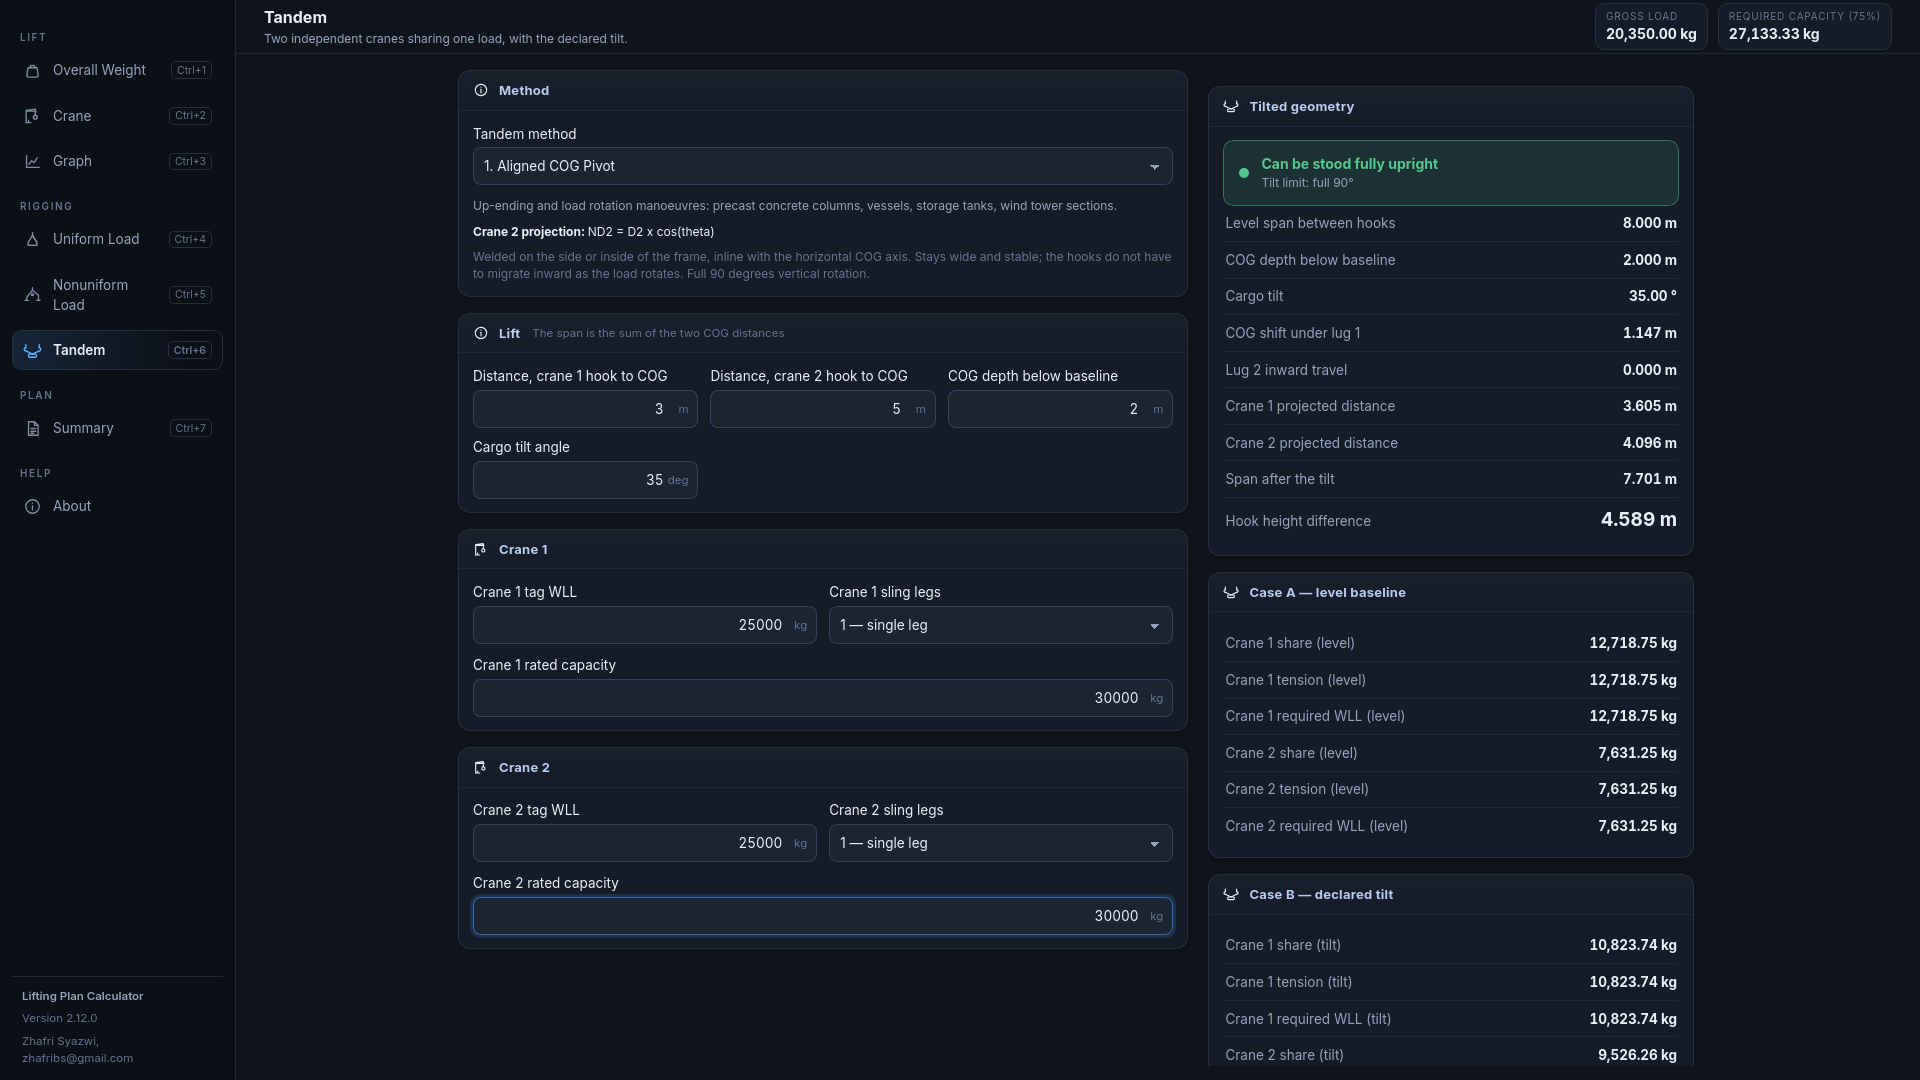 LIFT
Overall Weight Ctrl+1
Crane Ctrl+2
Graph Ctrl+3
RIGGING
Uniform Load Ctrl+4
Nonuniform Load Ctrl+5
Tandem Ctrl+6
PLAN
Summary Ctrl+7
HELP
About
Lifting Plan Calculator
Version 2.12.0
Zhafri Syazwi,
zhafribs@gmail.com
Tandem
Two independent cranes sharing one load, with the declared tilt.
GROSS LOAD
20,350.00 kg
REQUIRED CAPACITY (75%)
27,133.33 kg
Method
Tandem method
1. Aligned COG Pivot
Up-ending and load rotation manoeuvres: precast concrete columns, vessels, storage tanks, wind tower sections.
Crane 2 projection: ND2 = D2 x cos(theta)
Welded on the side or inside of the frame, inline with the horizontal COG axis. Stays wide and stable; the hooks do not have
to migrate inward as the load rotates. Full 90 degrees vertical rotation.
Lift The span is the sum of the two COG distances
Distance, crane 1 hook to COG
3 m
Distance, crane 2 hook to COG
5 m
COG depth below baseline
2 m
Cargo tilt angle
35 deg
Crane 1
Crane 1 tag WLL
25000 kg
Crane 1 sling legs
1 — single leg
Crane 1 rated capacity
30000 kg
Crane 2
Crane 2 tag WLL
25000 kg
Crane 2 sling legs
1 — single leg
Crane 2 rated capacity
30000 kg
Tilted geometry
Can be stood fully upright
Tilt limit: full 90°
Level span between hooks 8.000 m
COG depth below baseline 2.000 m
Cargo tilt 35.00 °
COG shift under lug 1 1.147 m
Lug 2 inward travel 0.000 m
Crane 1 projected distance 3.605 m
Crane 2 projected distance 4.096 m
Span after the tilt 7.701 m
Hook height difference 4.589 m
Case A — level baseline
Crane 1 share (level) 12,718.75 kg
Crane 1 tension (level) 12,718.75 kg
Crane 1 required WLL (level) 12,718.75 kg
Crane 2 share (level) 7,631.25 kg
Crane 2 tension (level) 7,631.25 kg
Crane 2 required WLL (level) 7,631.25 kg
Case B — declared tilt
Crane 1 share (tilt) 10,823.74 kg
Crane 1 tension (tilt) 10,823.74 kg
Crane 1 required WLL (tilt) 10,823.74 kg
Crane 2 share (tilt) 9,526.26 kg